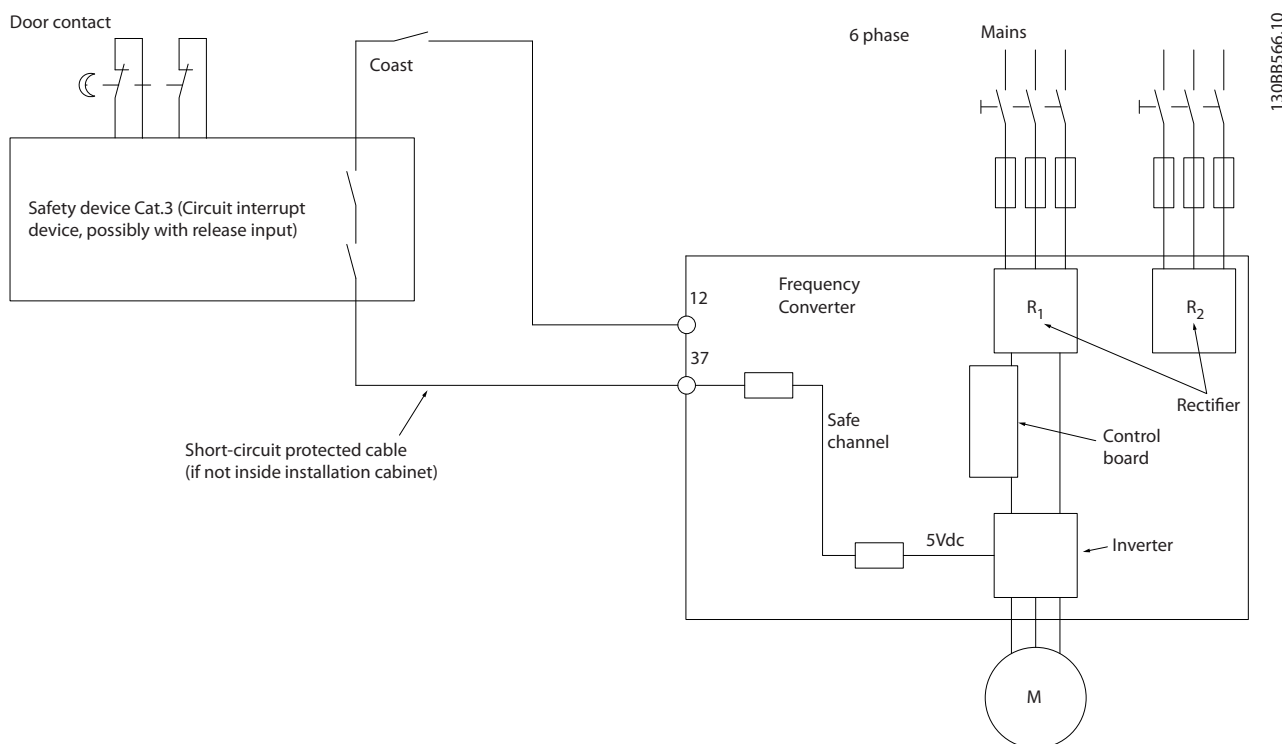 Door contact
Coast
6 phase
Mains
130BB566.10
Safety device Cat.3 (Circuit interrupt
device, possibly with release input)
12
Frequency
Converter
R1
R2
37
Rectifier
Safe
channel
Control
board
Short-circuit protected cable
(if not inside installation cabinet)
5Vdc
Inverter
M